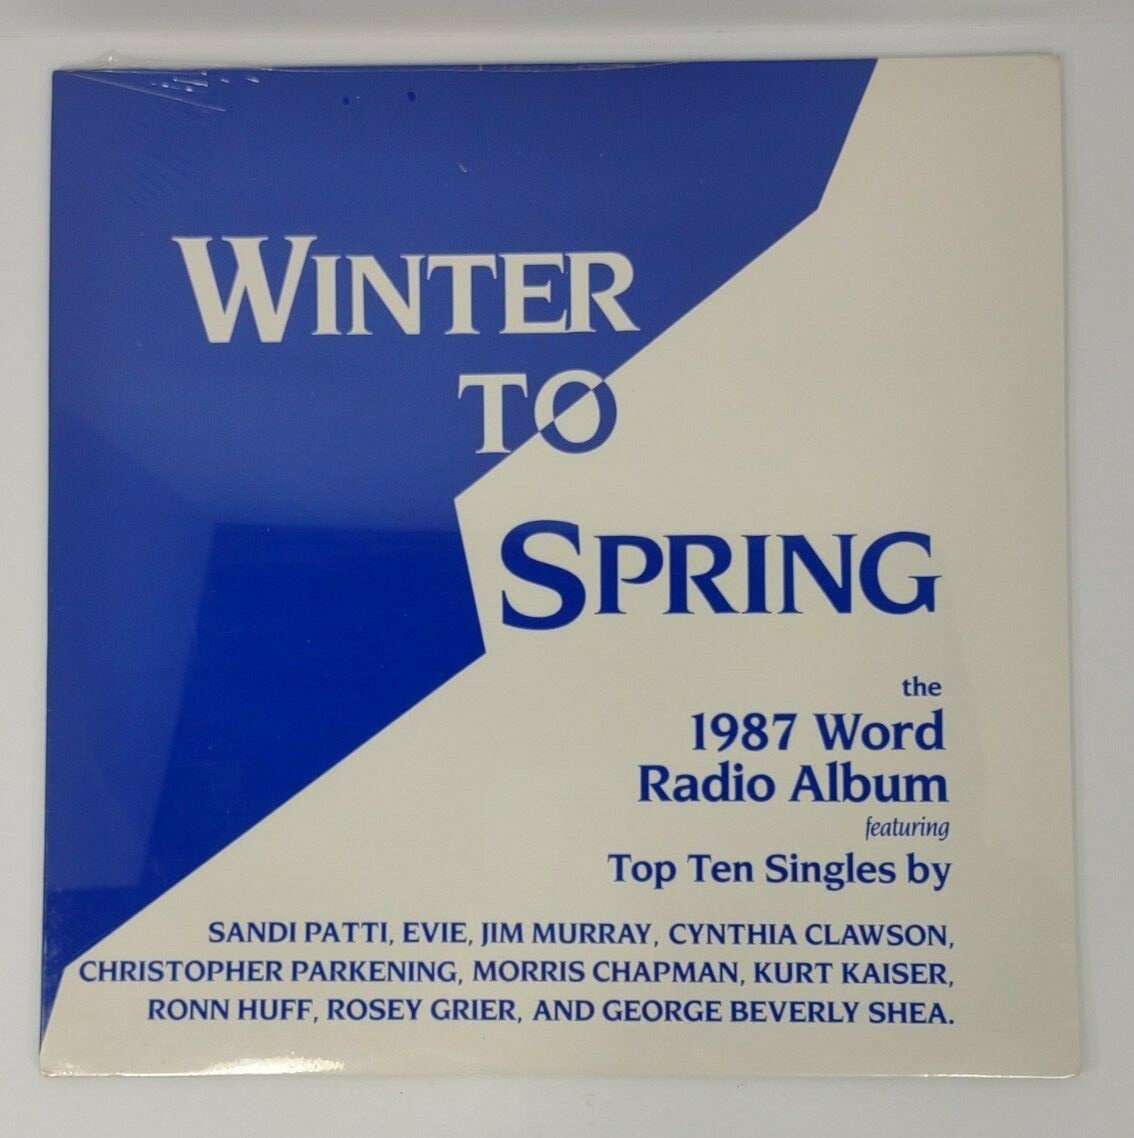 WINTER
TO
SPRING
the
1987 Word
Radio Album
featuring
Top Ten Singles by
SANDI PATTI, EVIE, JIM MURRAY, CYNTHIA CLAWSON,
CHRISTOPHER PARKENING, MORRIS CHAPMAN, KURT KAISER,
RONN HUFF, ROSEY GRIER, AND GEORGE BEVERLY SHEA.